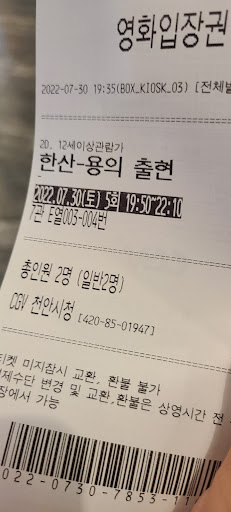 영화입장권
2022-07-30 19:35(BOX_KIOSK_03) [전체발
2D, 12세이상관람가
한산-용의 출현
2022.07.30(토) 5회 19:50~22:10
7관 E열003-004번
총인원 2명 (일반2명)
CGV 천안시청 [420-85-01947]
티켓 미지참시 교환, 환불 불가
결제수단 변경 및 교환,환불은 상영시간 전
장에서 가능
022-0730-7853-11